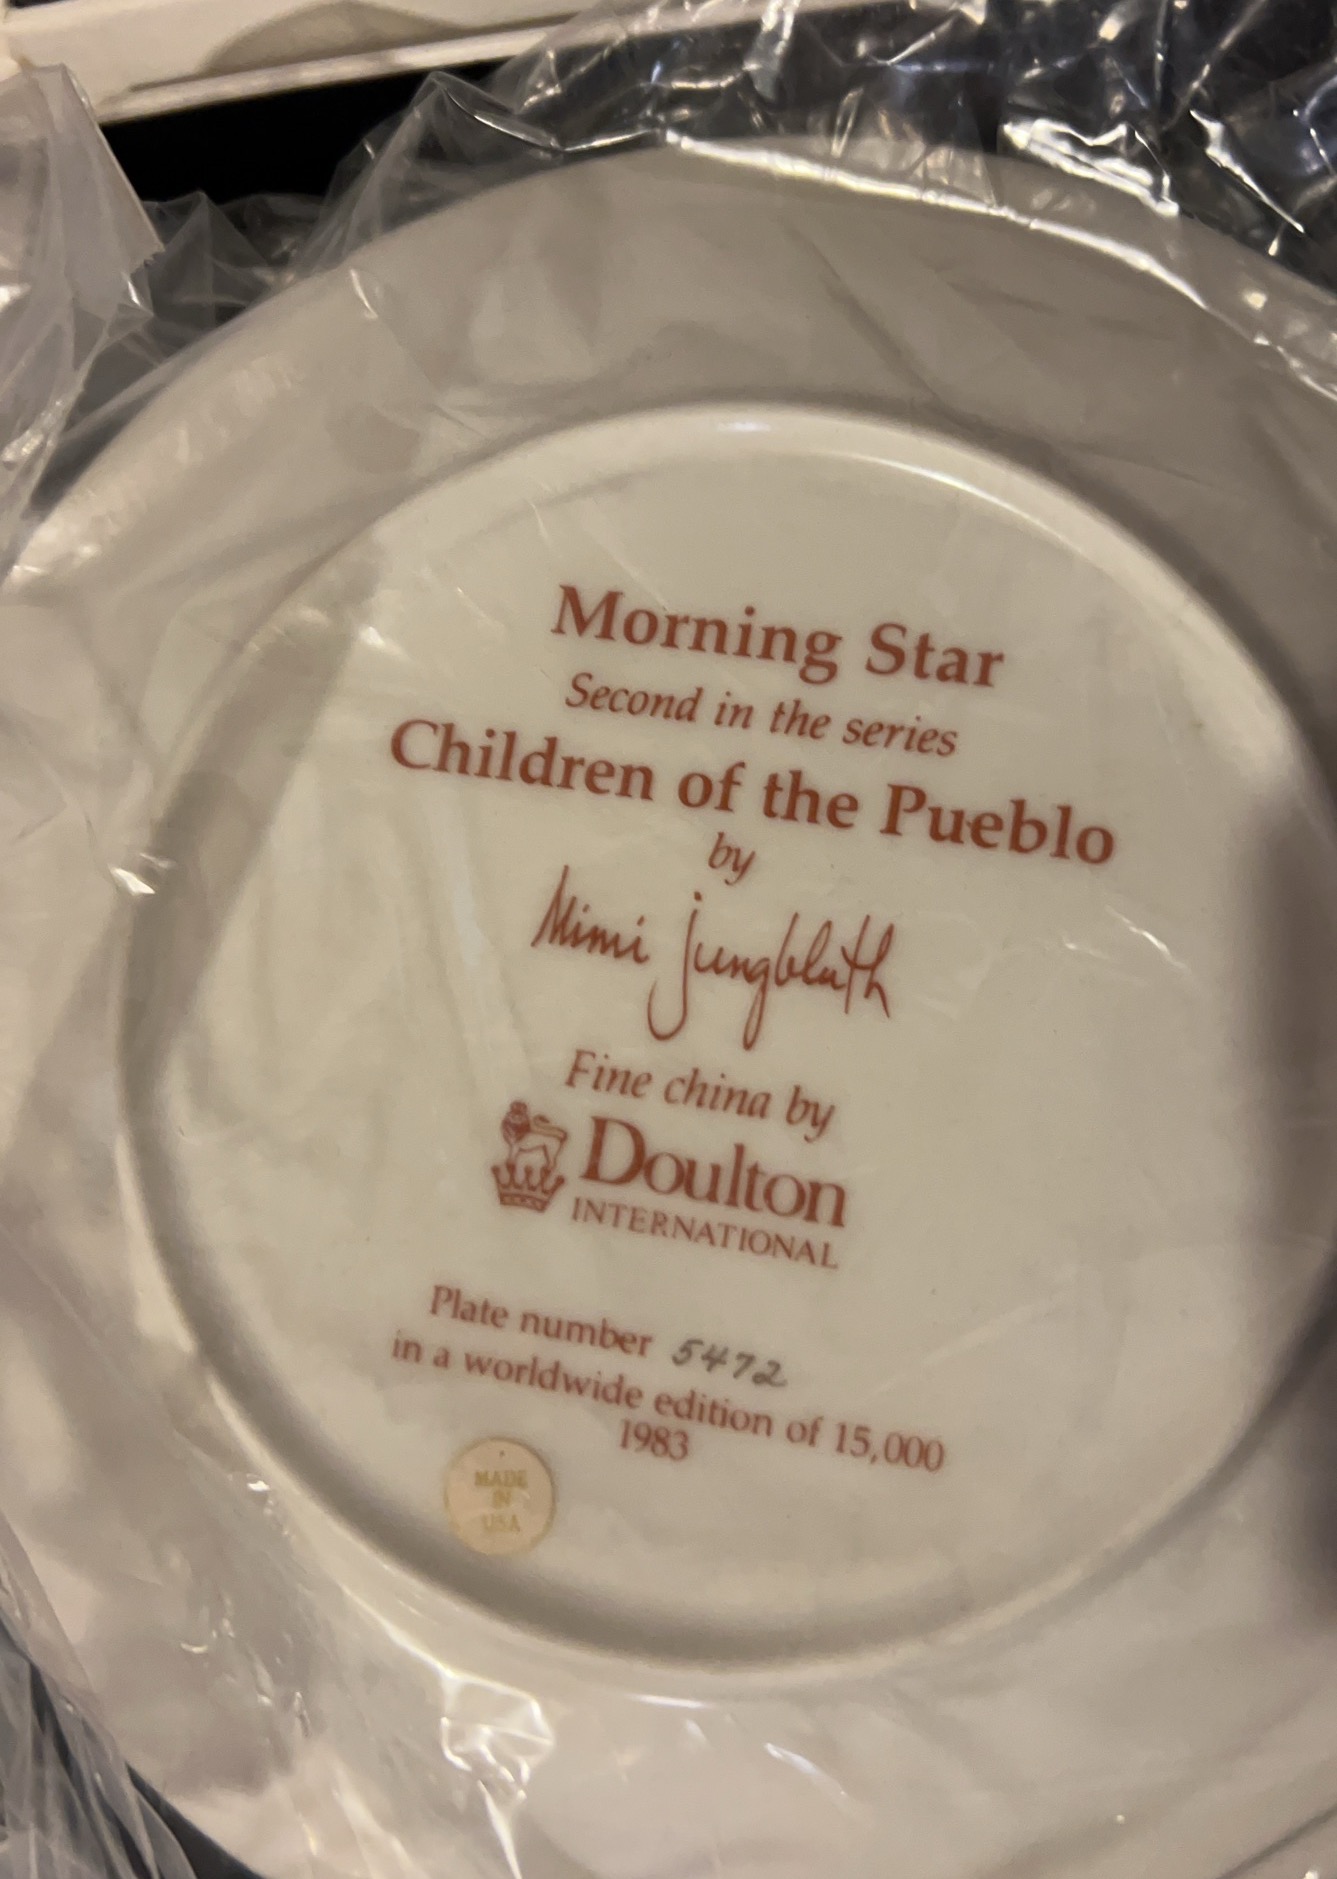 Morning Star
Second in the series
Children of the Pueblo
by
Mimi Jungbluth
Fine china by
Doulton
INTERNATIONAL
Plate number 5472
in a worldwide edition of 15,000
1983
MADE
IN
USA